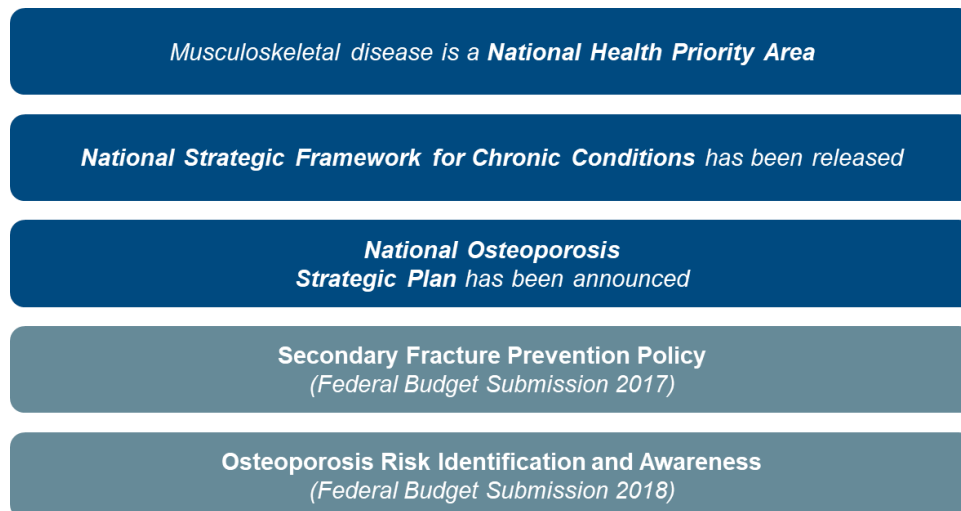 Musculoskeletal disease is a National Health Priority Area
National Strategic Framework for Chronic Conditions has been released
National Osteoporosis
Strategic Plan has been announced
Secondary Fracture Prevention Policy
(Federal Budget Submission 2017)
Osteoporosis Risk Identification and Awareness
(Federal Budget Submission 2018)